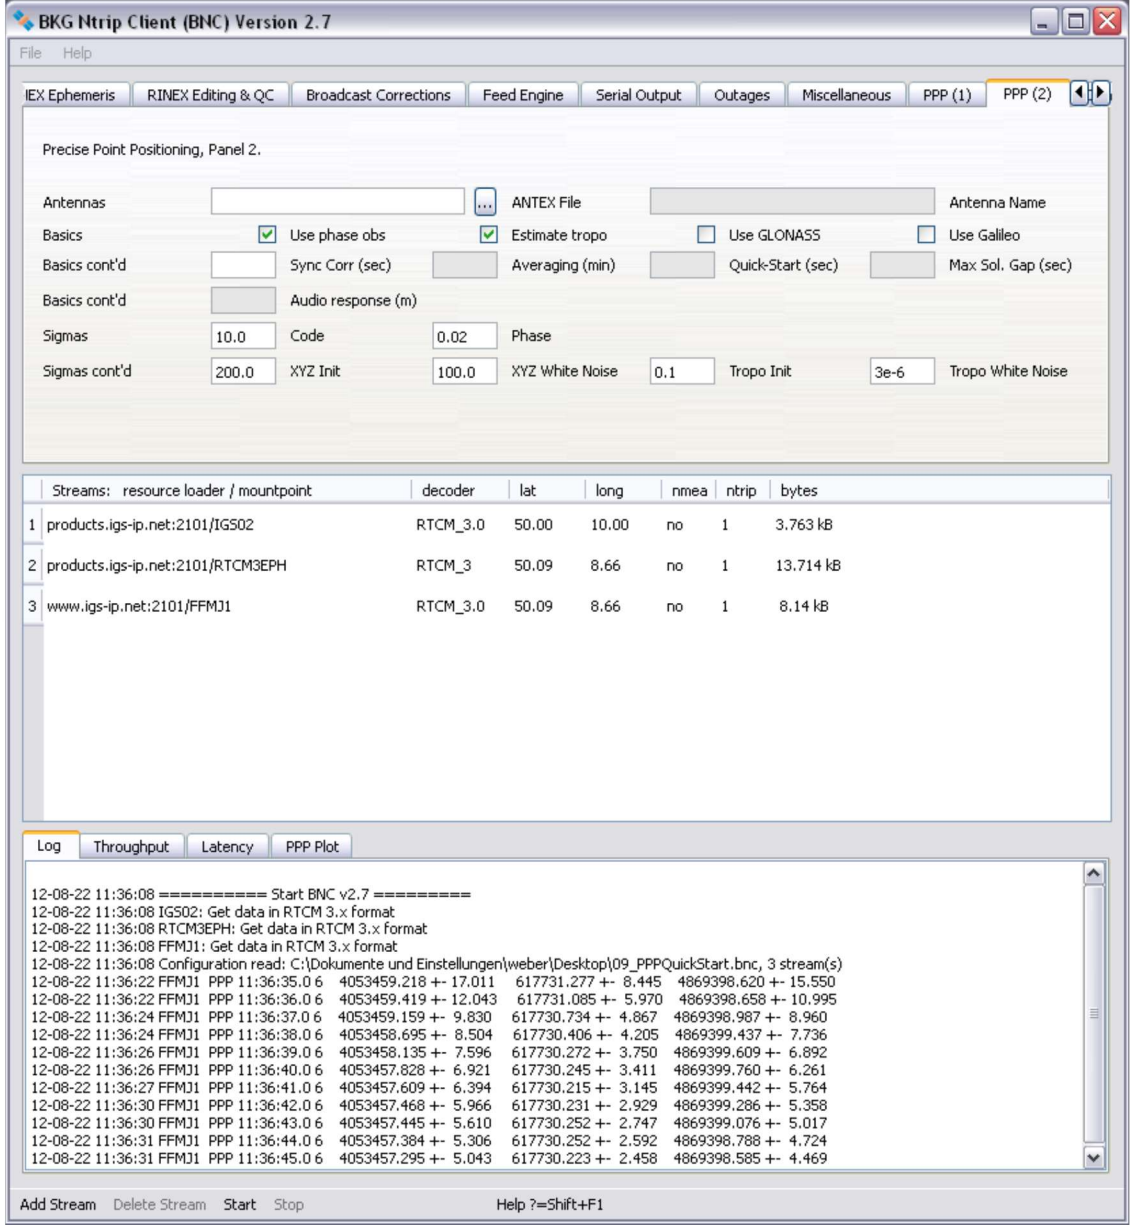 BKG Ntrip Client (BNC) Version 2.7
File Help
IEX Ephemeris RINEX Editing & QC Broadcast Corrections Feed Engine Serial Output Outages Miscellaneous PPP (1) PPP (2)
Precise Point Positioning, Panel 2.
Antennas ... ANTEX File Antenna Name
Basics Use phase obs Estimate tropo Use GLONASS Use Galileo
Basics cont'd Sync Corr (sec) Averaging (min) Quick-Start (sec) Max Sol. Gap (sec)
Basics cont'd Audio response (m)
Sigmas 10.0 Code 0.02 Phase
Sigmas cont'd 200.0 XYZ Init 100.0 XYZ White Noise 0.1 Tropo Init 3e-6 Tropo White Noise
Streams: resource loader / mountpoint decoder lat long nmea ntrip bytes
1 products.igs-ip.net:2101/IGS02 RTCM_3.0 50.00 10.00 no 1 3.763 kB
2 products.igs-ip.net:2101/RTCM3EPH RTCM_3 50.09 8.66 no 1 13.714 kB
3 www.igs-ip.net:2101/FFMJ1 RTCM_3.0 50.09 8.66 no 1 8.14 kB
Log Throughput Latency PPP Plot
12-08-22 11:36:08 ========== Start BNC v2.7 =========
12-08-22 11:36:08 IGS02: Get data in RTCM 3.x format
12-08-22 11:36:08 RTCM3EPH: Get data in RTCM 3.x format
12-08-22 11:36:08 FFMJ1: Get data in RTCM 3.x format
12-08-22 11:36:08 Configuration read: C:\Dokumente und Einstellungen\weber\Desktop\09_PPPQuickStart.bnc, 3 stream(s)
12-08-22 11:36:22 FFMJ1 PPP 11:36:35.0 6 4053459.218 +- 17.011 617731.277 +- 8.445 4869398.620 +- 15.550
12-08-22 11:36:22 FFMJ1 PPP 11:36:36.0 6 4053459.419 +- 12.043 617731.085 +- 5.970 4869398.658 +- 10.995
12-08-22 11:36:24 FFMJ1 PPP 11:36:37.0 6 4053459.159 +- 9.830 617730.734 +- 4.867 4869398.987 +- 8.960
12-08-22 11:36:24 FFMJ1 PPP 11:36:38.0 6 4053458.695 +- 8.504 617730.406 +- 4.205 4869399.437 +- 7.736
12-08-22 11:36:26 FFMJ1 PPP 11:36:39.0 6 4053458.135 +- 7.596 617730.272 +- 3.750 4869399.609 +- 6.892
12-08-22 11:36:26 FFMJ1 PPP 11:36:40.0 6 4053457.828 +- 6.921 617730.245 +- 3.411 4869399.760 +- 6.261
12-08-22 11:36:27 FFMJ1 PPP 11:36:41.0 6 4053457.609 +- 6.394 617730.215 +- 3.145 4869399.442 +- 5.764
12-08-22 11:36:30 FFMJ1 PPP 11:36:42.0 6 4053457.468 +- 5.966 617730.231 +- 2.929 4869399.286 +- 5.358
12-08-22 11:36:30 FFMJ1 PPP 11:36:43.0 6 4053457.445 +- 5.610 617730.252 +- 2.747 4869399.076 +- 5.017
12-08-22 11:36:31 FFMJ1 PPP 11:36:44.0 6 4053457.384 +- 5.306 617730.252 +- 2.592 4869398.788 +- 4.724
12-08-22 11:36:31 FFMJ1 PPP 11:36:45.0 6 4053457.295 +- 5.043 617730.223 +- 2.458 4869398.585 +- 4.469
Add Stream Delete Stream Start Stop Help ?=Shift+F1